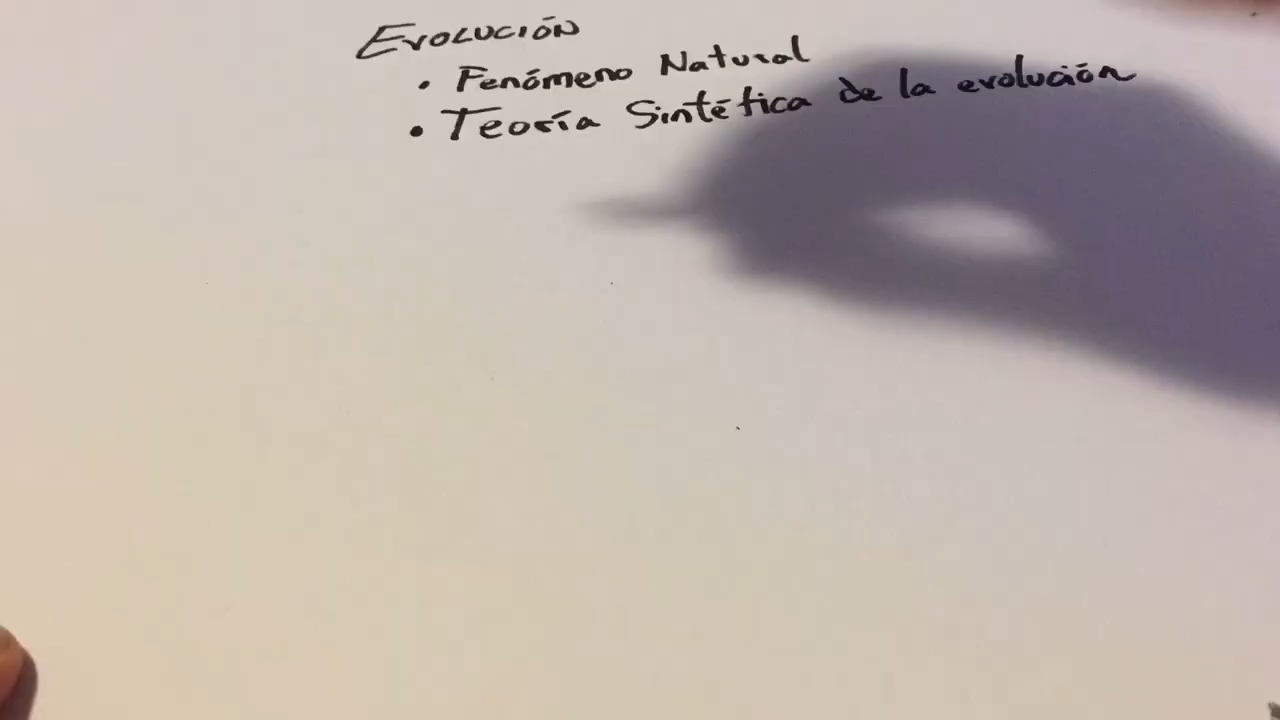 Evolución
• Fenómeno Natural
• Teoría Sintética de la evolución